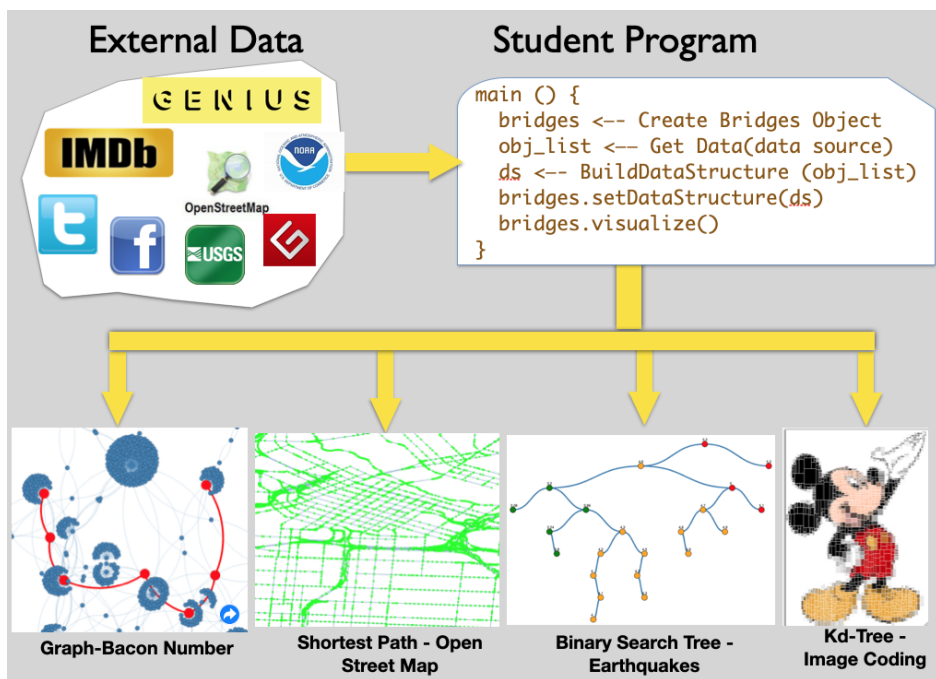 External Data
Student Program
GENIUS
IMDb
NOAA
OpenStreetMap
USGS
main () {
bridges <-- Create Bridges Object
obj_list <-- Get Data(data source)
ds <-- BuildDataStructure (obj_list)
bridges.setDataStructure(ds)
bridges.visualize()
}
Graph-Bacon Number
Shortest Path - Open
Street Map
Binary Search Tree -
Earthquakes
Kd-Tree -
Image Coding